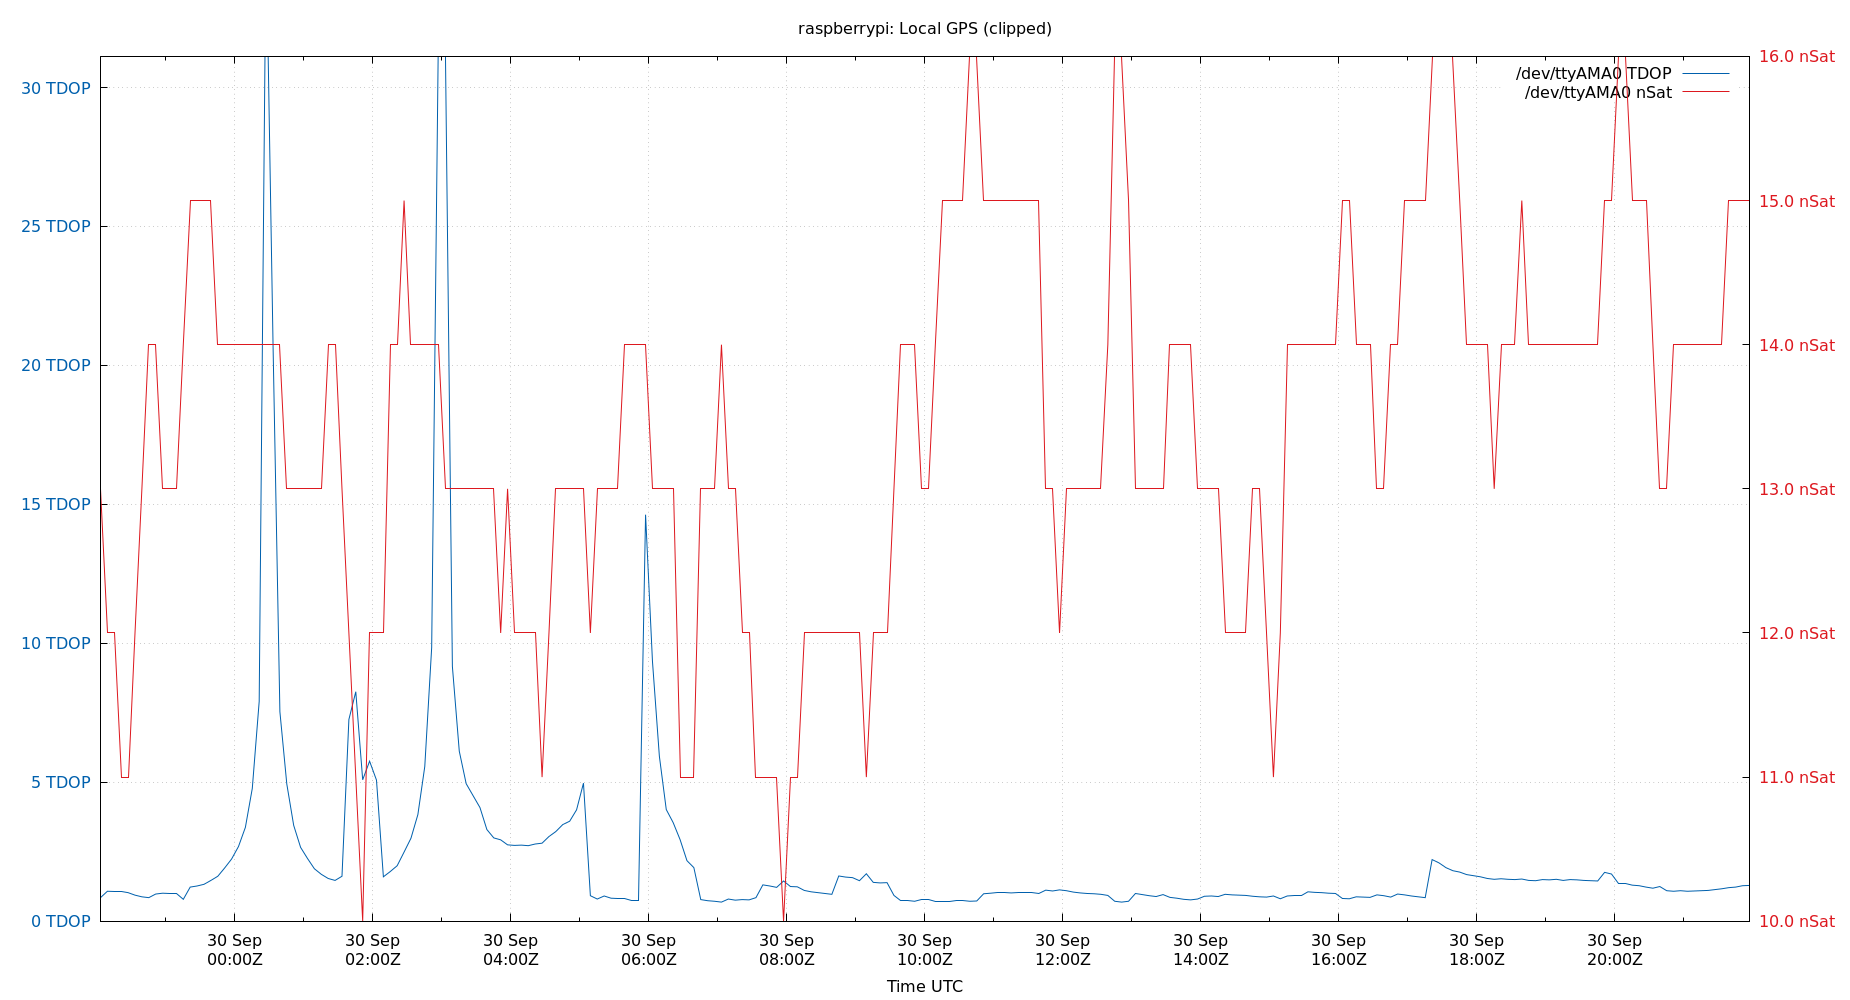 raspberrypi: Local GPS (clipped)
/dev/ttyAMA0 TDOP
/dev/ttyAMA0 nSat
30 TDOP
25 TDOP
20 TDOP
15 TDOP
10 TDOP
5 TDOP
0 TDOP
16.0 nSat
15.0 nSat
14.0 nSat
13.0 nSat
12.0 nSat
11.0 nSat
10.0 nSat
30 Sep 30 Sep 30 Sep 30 Sep 30 Sep 30 Sep 30 Sep 30 Sep 30 Sep 30 Sep 30 Sep
00:00Z 02:00Z 04:00Z 06:00Z 08:00Z 10:00Z 12:00Z 14:00Z 16:00Z 18:00Z 20:00Z
Time UTC